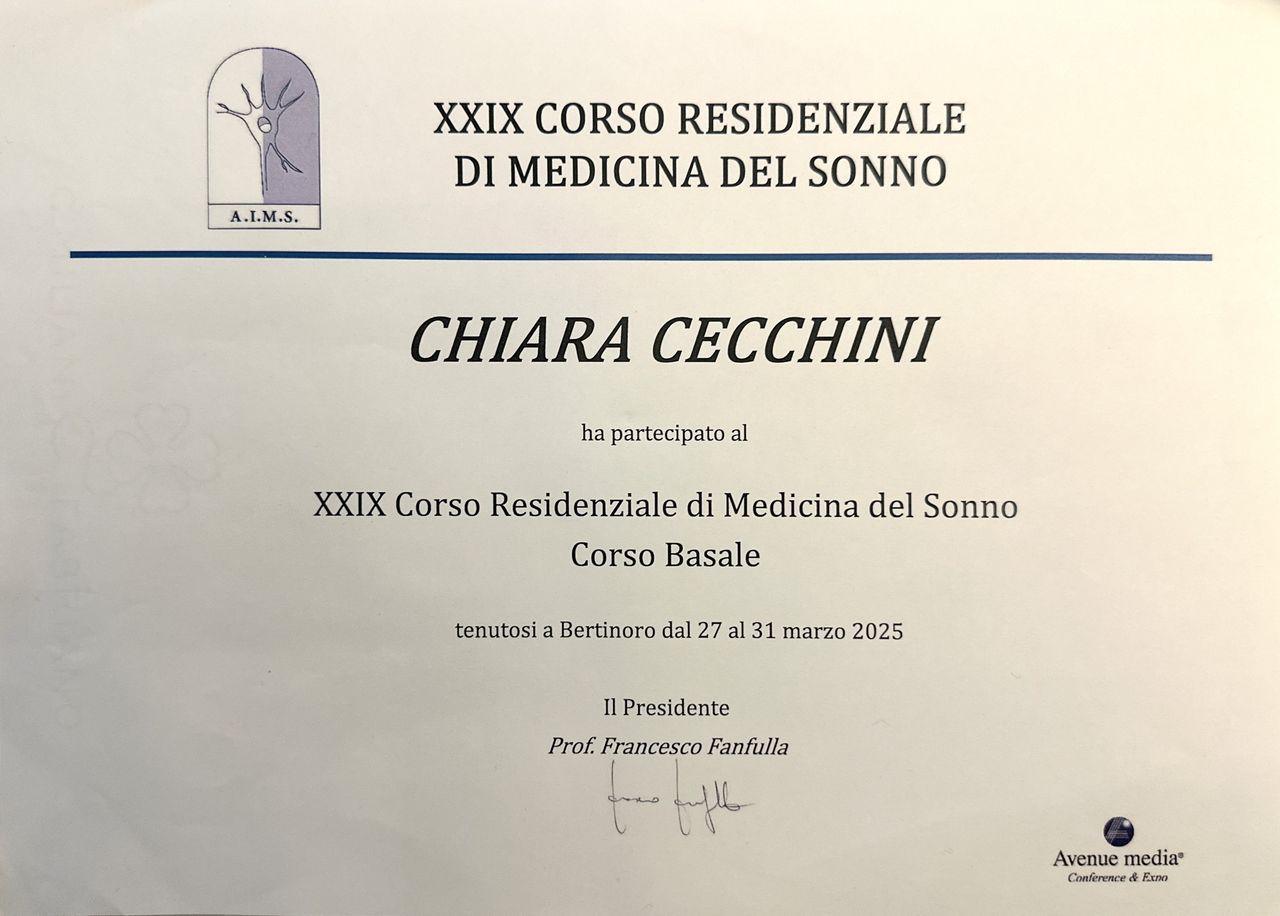 XXIX CORSO RESIDENZIALE
DI MEDICINA DEL SONNO
A.I.M.S.
CHIARA CECCHINI
ha partecipato al
XXIX Corso Residenziale di Medicina del Sonno
Corso Basale
tenutosi a Bertinoro dal 27 al 31 marzo 2025
Il Presidente
Prof. Francesco Fanfulla
Avenue media®
Conference & Expo